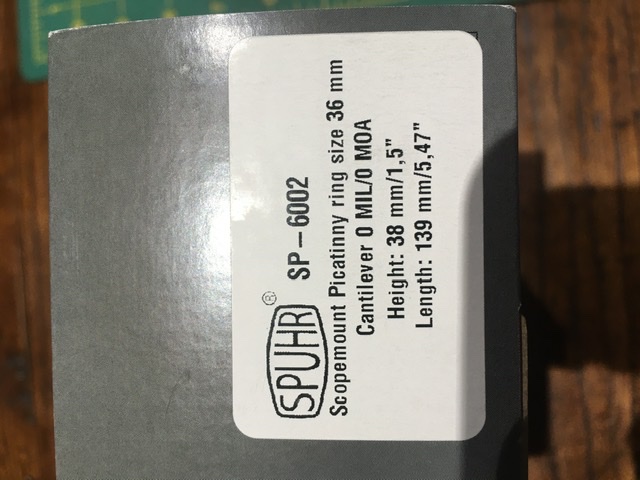 SPUHR® SP–6002
Scopemount Picatinny ring size 36 mm
Cantilever 0 MIL/0 MOA
Height: 38 mm/1,5"
Length: 139 mm/5,47"